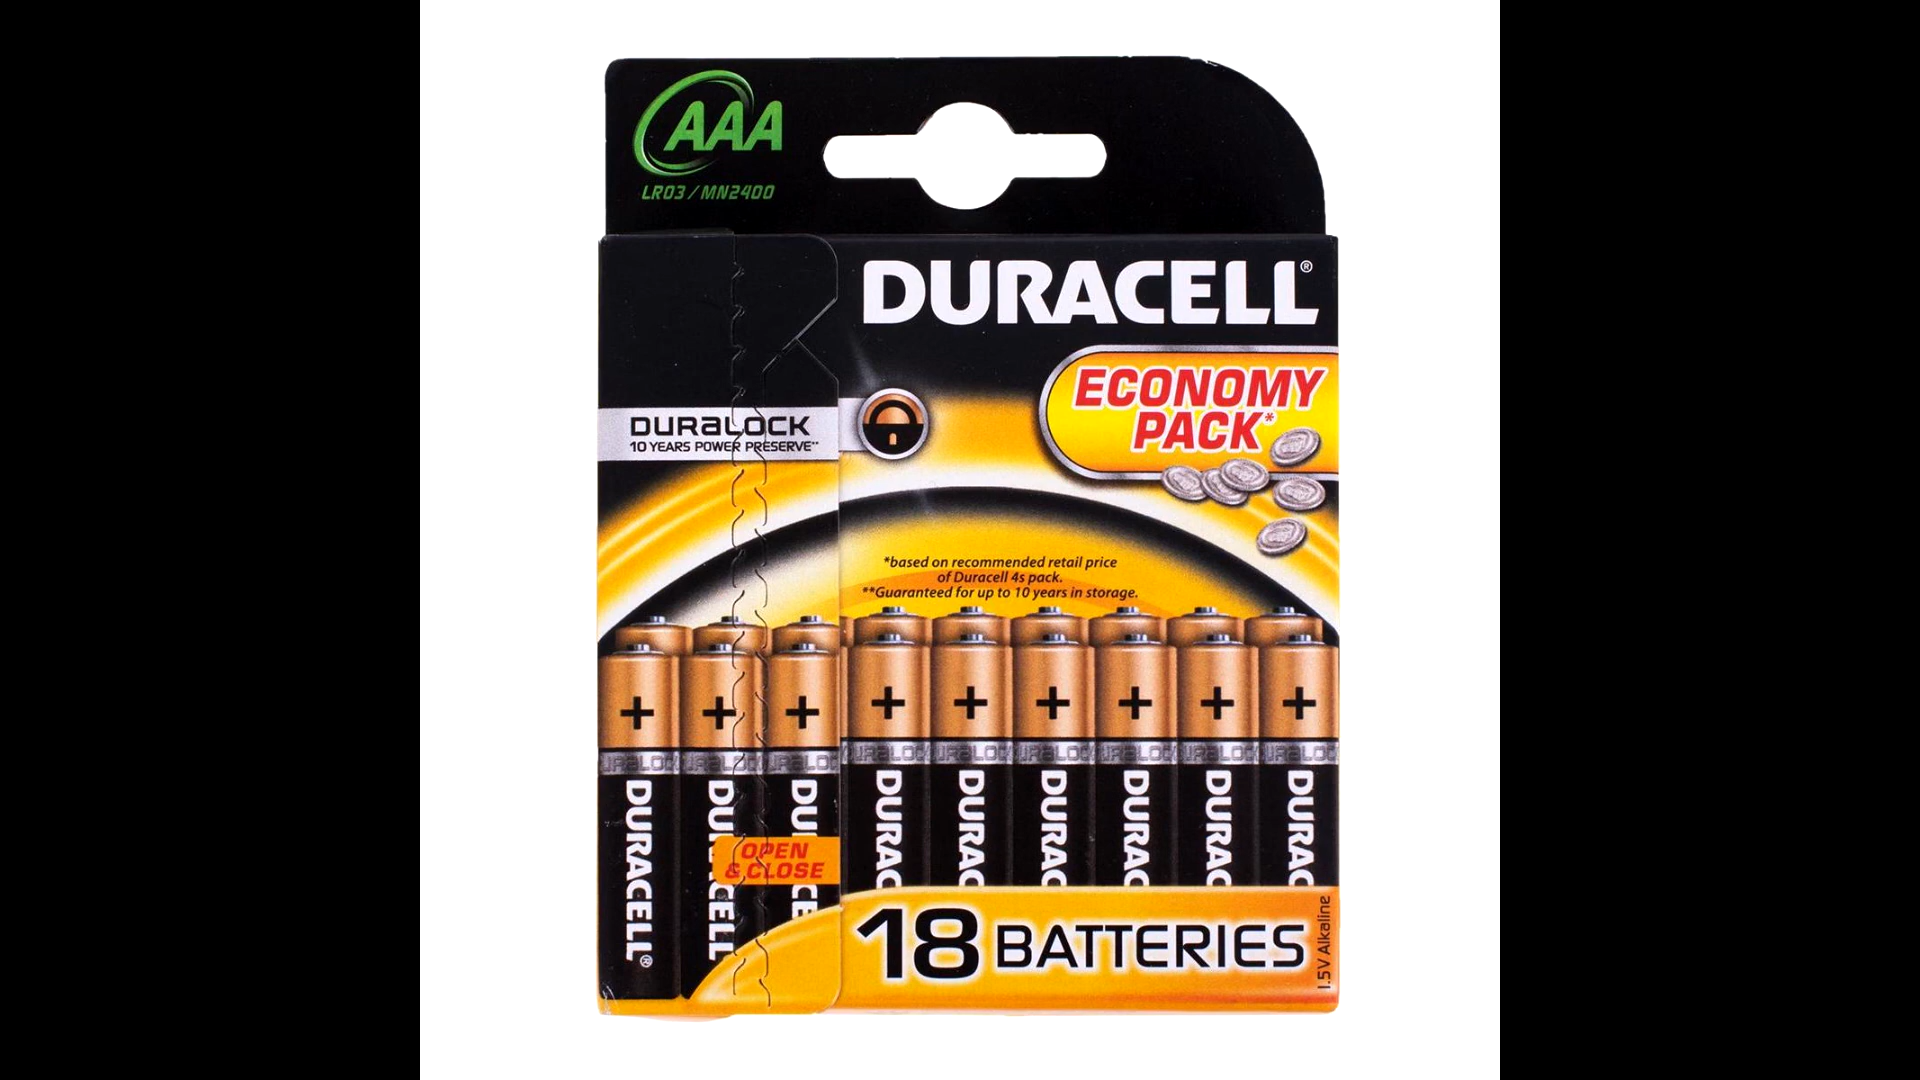 AAA
LR03 / MN2400
DURACELL®
ECONOMY
PACK*
DURALOCK
10 YEARS POWER PRESERVE**
*based on recommended retail price
of Duracell 4s pack.
**Guaranteed for up to 10 years in storage.
+ + + + + + + + +
DURACELL®
DURACELL
OPEN
& CLOSE
18 BATTERIES
1.5V Alkaline